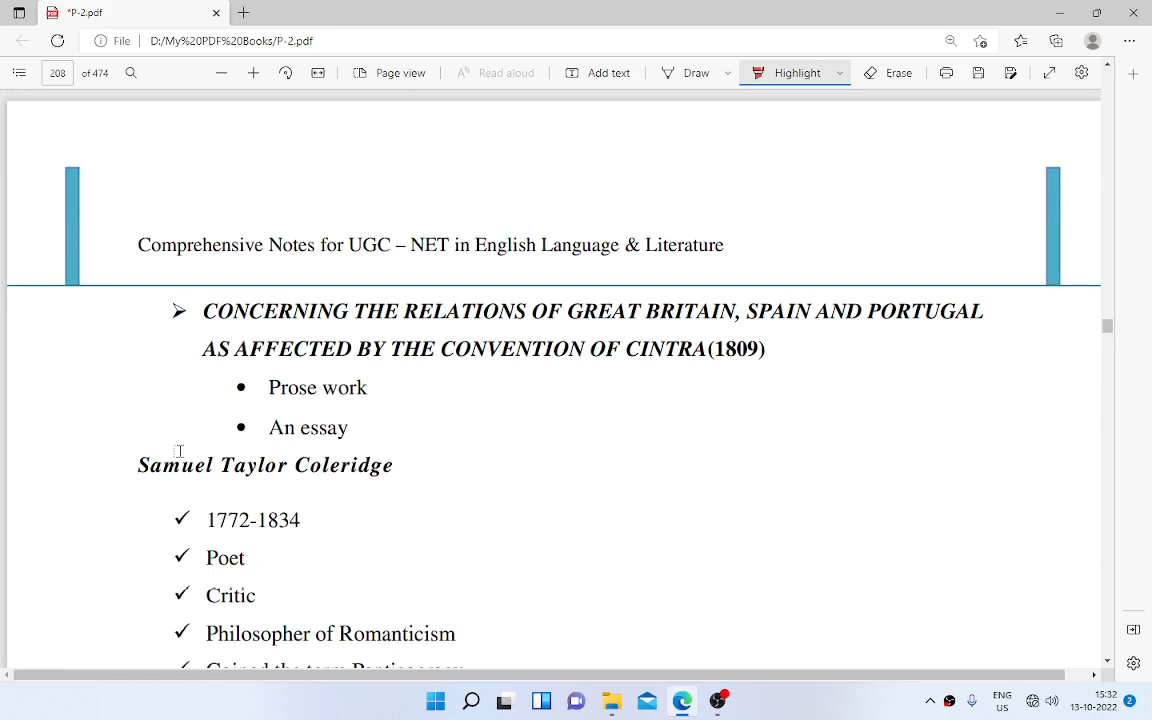 *P-2.pdf
File D:/My%20PDF%20Books/P-2.pdf
208 of 474 Page view Read aloud Add text Draw Highlight Erase
Comprehensive Notes for UGC – NET in English Language & Literature
CONCERNING THE RELATIONS OF GREAT BRITAIN, SPAIN AND PORTUGAL
AS AFFECTED BY THE CONVENTION OF CINTRA(1809)
Prose work
An essay
Samuel Taylor Coleridge
1772-1834
Poet
Critic
Philosopher of Romanticism
ENG 15:32
US 13-10-2022 2